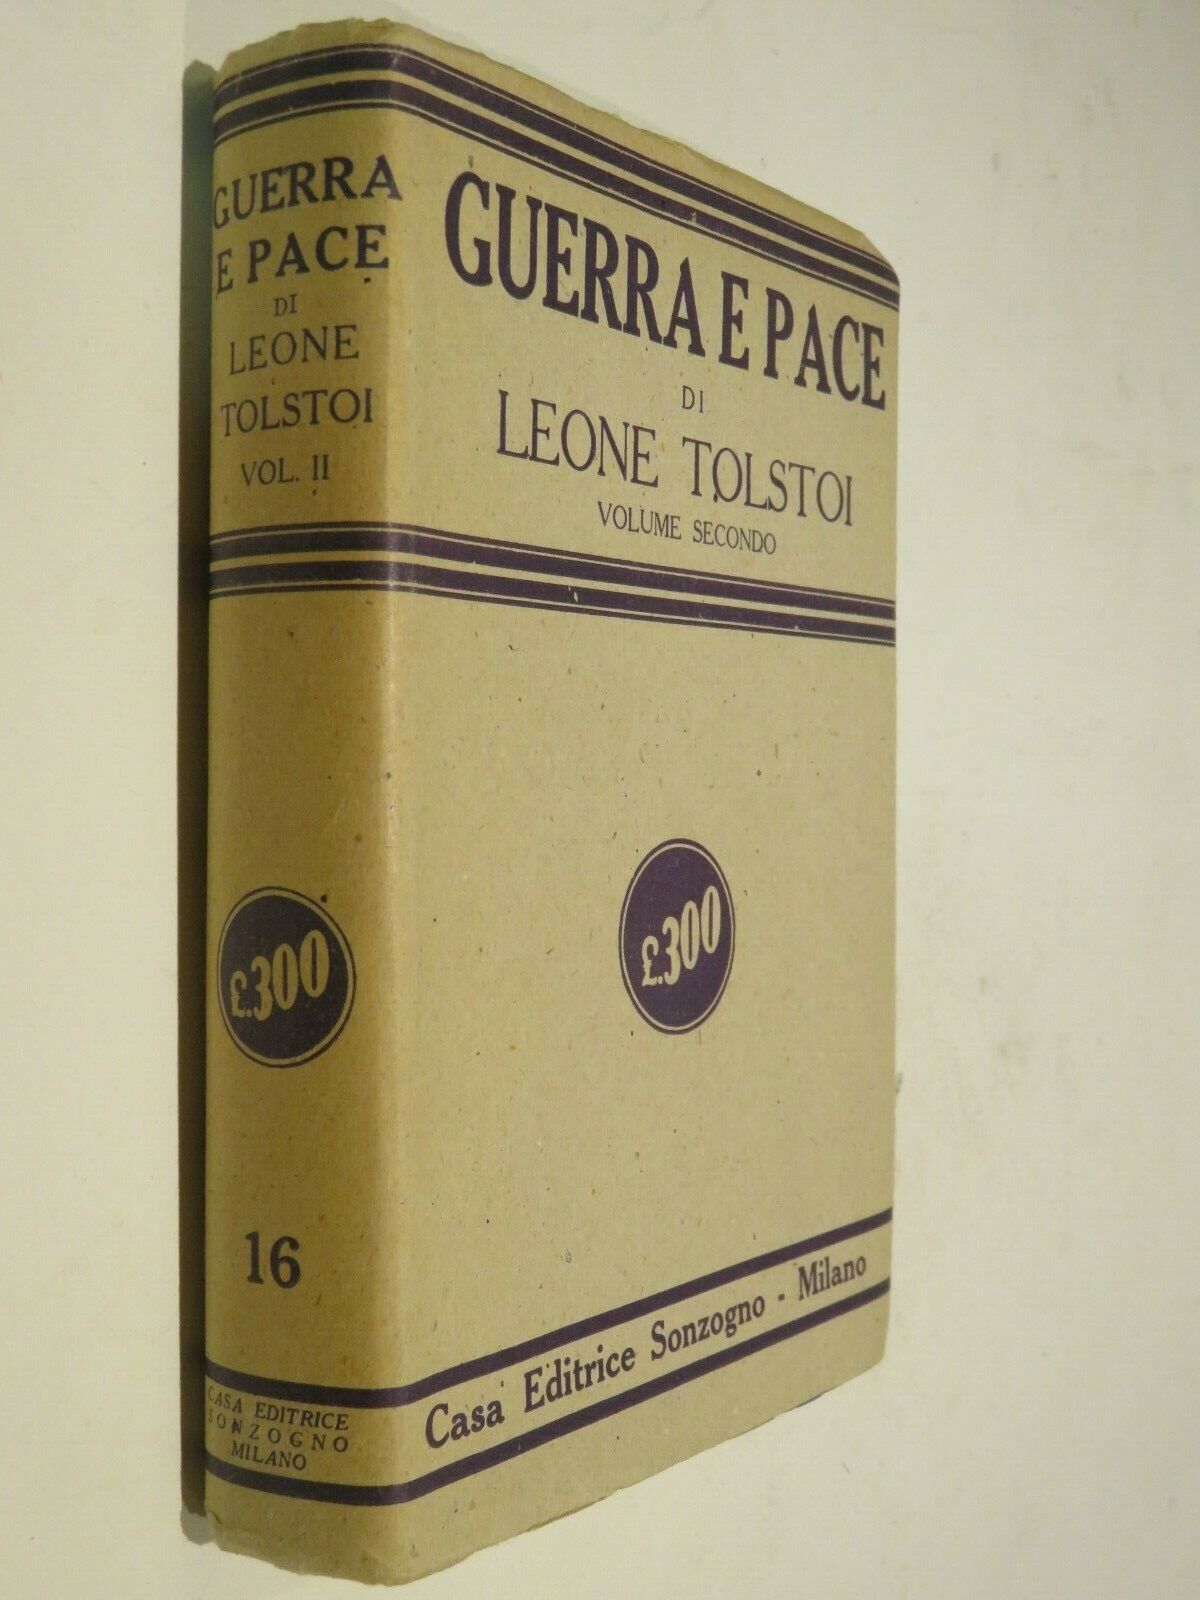 GUERRA
E PACE
DI
LEONE
TOLSTOI
VOL. II
£.300
16
CASA EDITRICE
SONZOGNO
MILANO
GUERRA E PACE
DI
LEONE TOLSTOI
VOLUME SECONDO
£.300
Casa Editrice Sonzogno - Milano